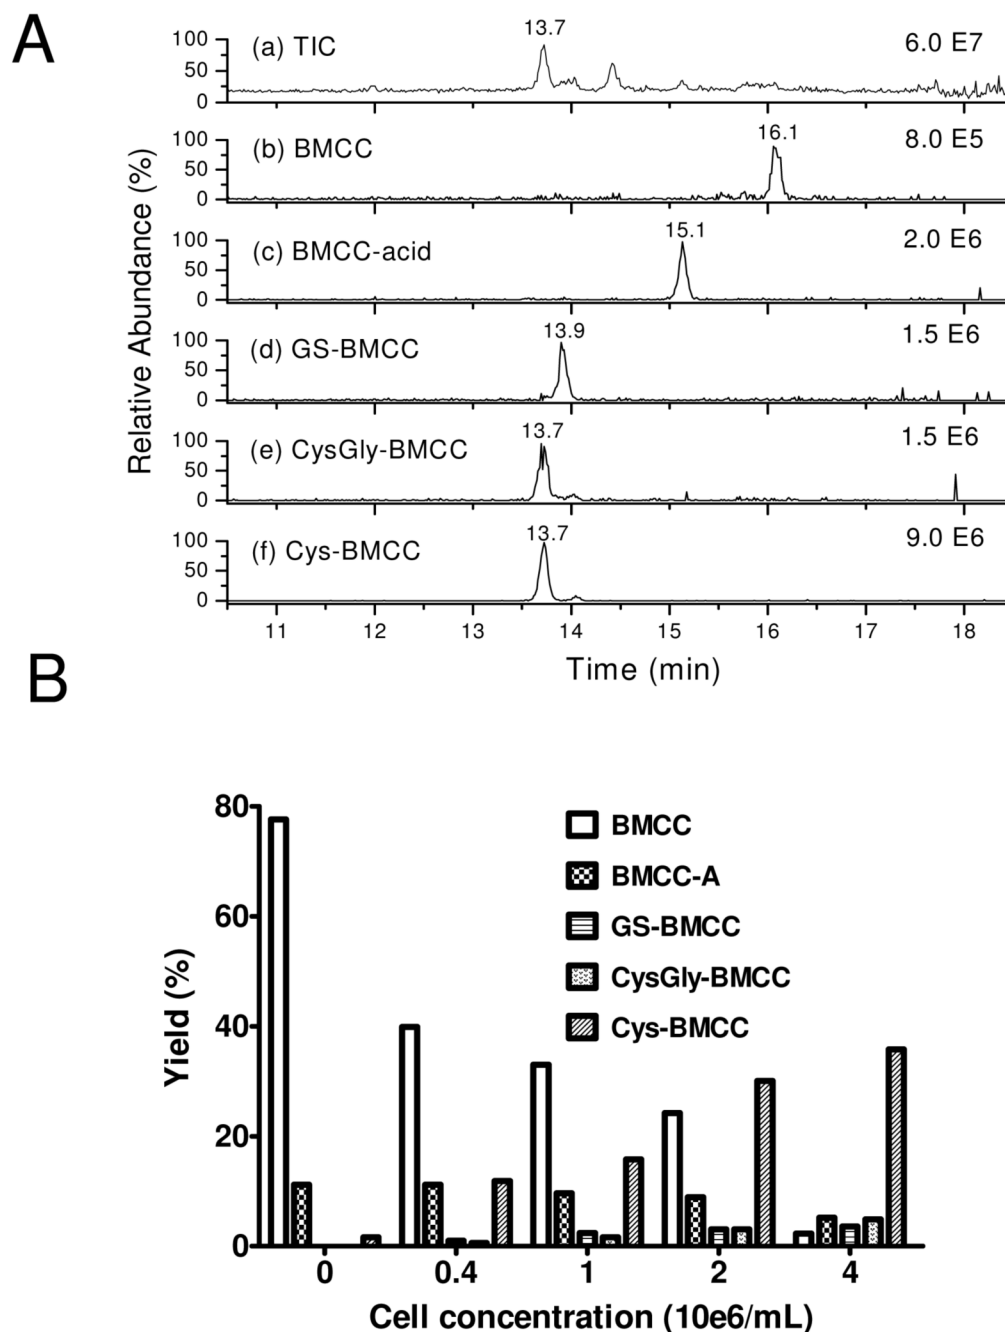 A
Relative Abundance (%)
100
50
0
(a) TIC
13.7
6.0 E7
100
50
0
(b) BMCC
16.1
8.0 E5
100
50
0
(c) BMCC-acid
15.1
2.0 E6
100
50
0
(d) GS-BMCC
13.9
1.5 E6
100
50
0
(e) CysGly-BMCC
13.7
1.5 E6
100
50
0
(f) Cys-BMCC
13.7
9.0 E6
11 12 13 14 15 16 17 18
Time (min)
B
Yield (%)
80
60
40
20
0
BMCC
BMCC-A
GS-BMCC
CysGly-BMCC
Cys-BMCC
0 0.4 1 2 4
Cell concentration (10e6/mL)